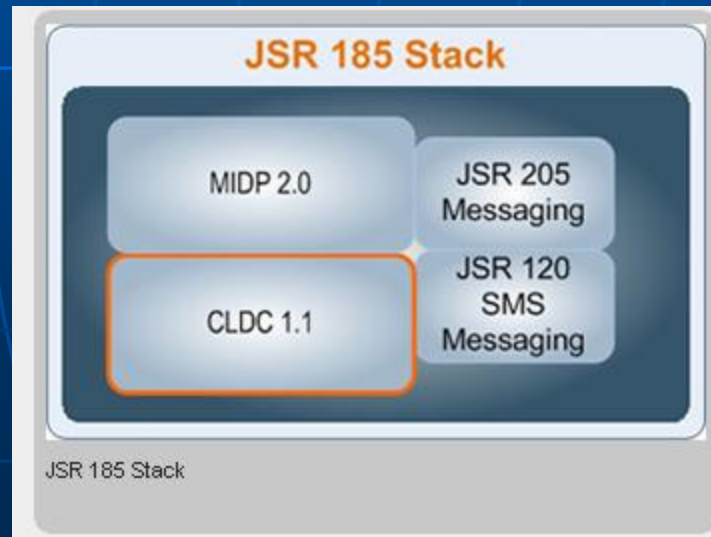 JSR 185 Stack
MIDP 2.0
JSR 205
Messaging
CLDC 1.1
JSR 120
SMS
Messaging
JSR 185 Stack